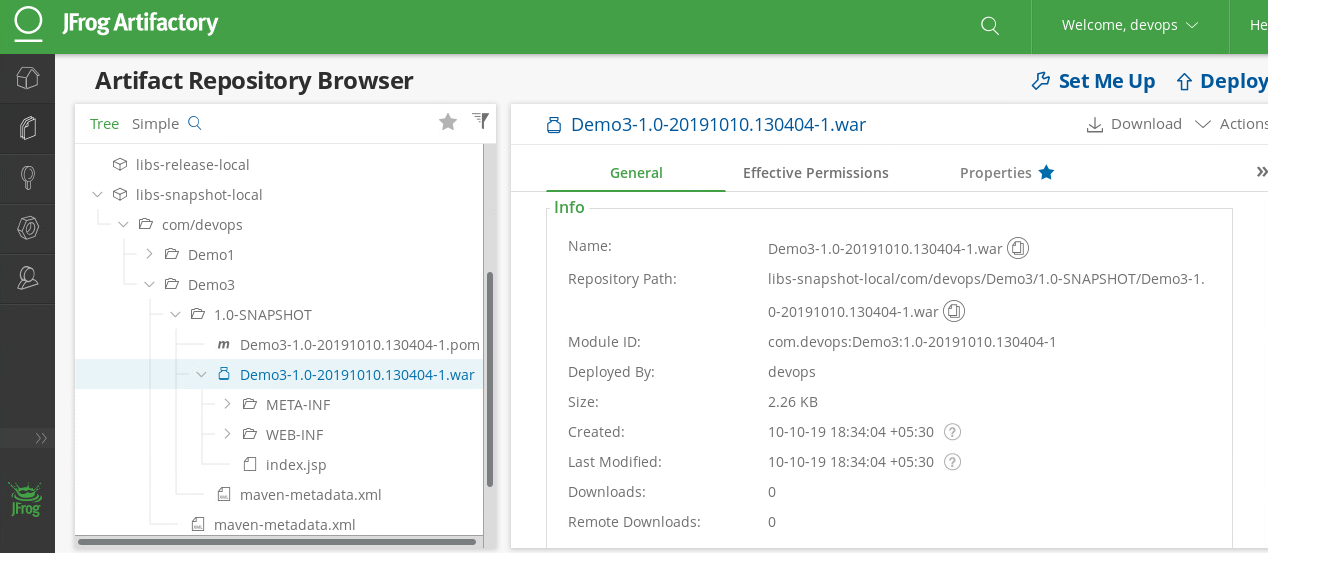 JFrog Artifactory
Welcome, devops
He
Artifact Repository Browser
Set Me Up
Deploy
Tree Simple
libs-release-local
libs-snapshot-local
com/devops
Demo1
Demo3
1.0-SNAPSHOT
m Demo3-1.0-20191010.130404-1.pom
Demo3-1.0-20191010.130404-1.war
META-INF
WEB-INF
index.jsp
maven-metadata.xml
maven-metadata.xml
JFrog
Demo3-1.0-20191010.130404-1.war
Download
Actions
General Effective Permissions Properties
Info
Name: Demo3-1.0-20191010.130404-1.war
Repository Path: libs-snapshot-local/com/devops/Demo3/1.0-SNAPSHOT/Demo3-1.
0-20191010.130404-1.war
Module ID: com.devops:Demo3:1.0-20191010.130404-1
Deployed By: devops
Size: 2.26 KB
Created: 10-10-19 18:34:04 +05:30 ?
Last Modified: 10-10-19 18:34:04 +05:30 ?
Downloads: 0
Remote Downloads: 0